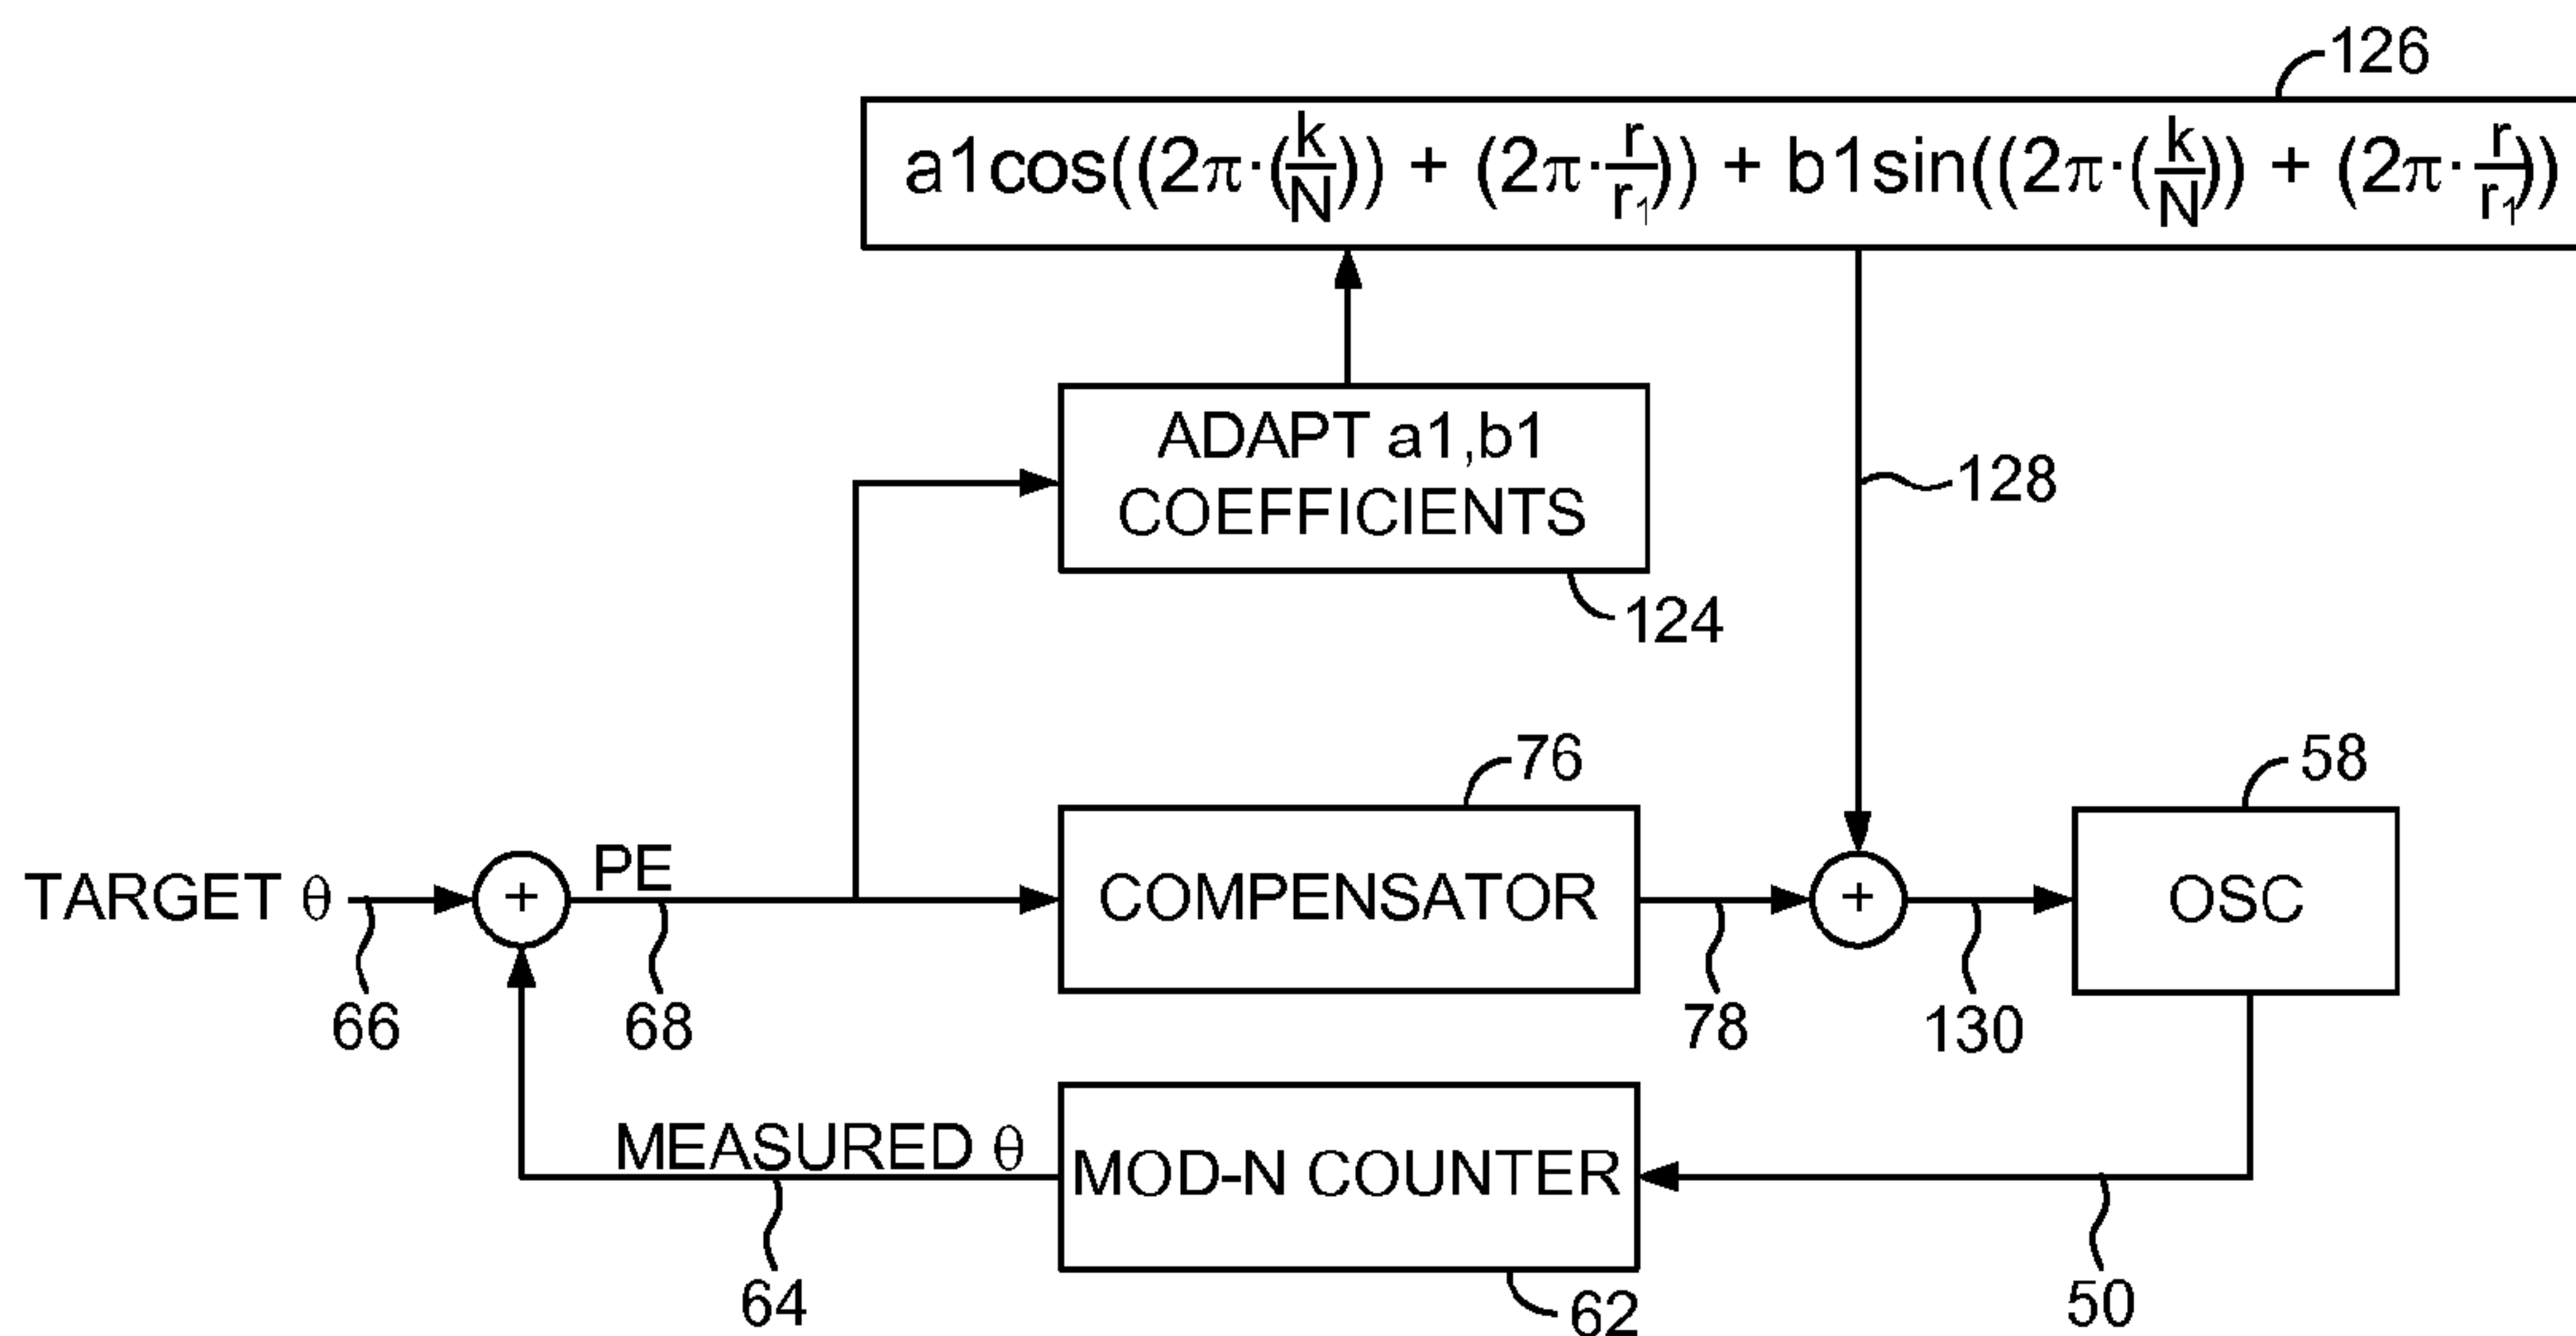 126
a1cos((2π·(k/N)) + (2π·r/r₁)) + b1sin((2π·(k/N)) + (2π·r/r₁))
ADAPT a1,b1
COEFFICIENTS
128
124
76
58
TARGET θ
+
PE
COMPENSATOR
+
OSC
66
68
78
130
MEASURED θ
MOD-N COUNTER
64
62
50